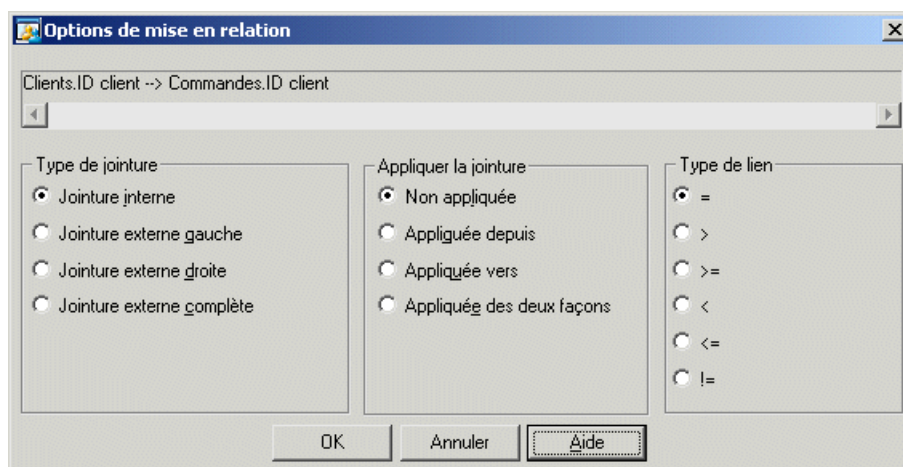 Options de mise en relation
Clients.ID client --> Commandes.ID client
Type de jointure
Jointure interne
Jointure externe gauche
Jointure externe droite
Jointure externe complète
Appliquer la jointure
Non appliquée
Appliquée depuis
Appliquée vers
Appliquée des deux façons
Type de lien
=
>
>=
<
<=
!=
OK
Annuler
Aide